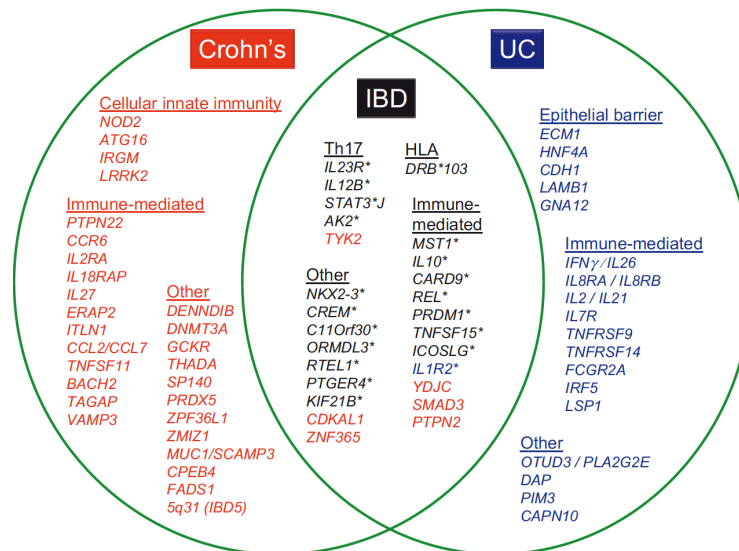 Crohn's
UC
IBD
Cellular innate immunity
NOD2
ATG16
IRGM
LRRK2
Immune-mediated
PTPN22
CCR6
IL2RA
IL18RAP
IL27
ERAP2
ITLN1
CCL2/CCL7
TNFSF11
BACH2
TAGAP
VAMP3
Other
DENNDIB
DNMT3A
GCKR
THADA
SP140
PRDX5
ZPF36L1
ZMIZ1
MUC1/SCAMP3
CPEB4
FADS1
5q31 (IBD5)
Th17
IL23R*
IL12B*
STAT3*J
AK2*
TYK2
Other
NKX2-3*
CREM*
C11Orf30*
ORMDL3*
RTEL1*
PTGER4*
KIF21B*
CDKAL1
ZNF365
HLA
DRB*103
Immune-
mediated
MST1*
IL10*
CARD9*
REL*
PRDM1*
TNFSF15*
ICOSLG*
IL1R2*
YDJC
SMAD3
PTPN2
Epithelial barrier
ECM1
HNF4A
CDH1
LAMB1
GNA12
Immune-mediated
IFNγ/IL26
IL8RA / IL8RB
IL2 / IL21
IL7R
TNFRSF9
TNFRSF14
FCGR2A
IRF5
LSP1
Other
OTUD3 / PLA2G2E
DAP
PIM3
CAPN10